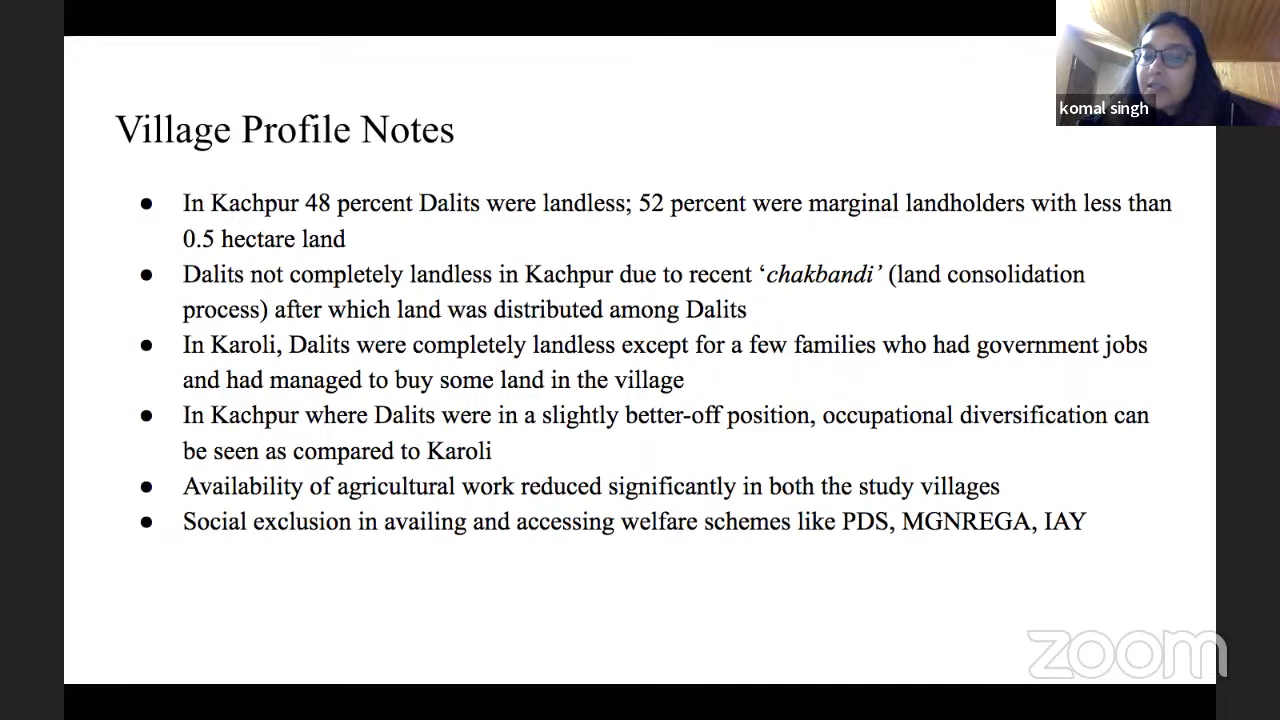 komal singh
Village Profile Notes
● In Kachpur 48 percent Dalits were landless; 52 percent were marginal landholders with less than
0.5 hectare land
● Dalits not completely landless in Kachpur due to recent ‘chakbandi’ (land consolidation
process) after which land was distributed among Dalits
● In Karoli, Dalits were completely landless except for a few families who had government jobs
and had managed to buy some land in the village
● In Kachpur where Dalits were in a slightly better-off position, occupational diversification can
be seen as compared to Karoli
● Availability of agricultural work reduced significantly in both the study villages
● Social exclusion in availing and accessing welfare schemes like PDS, MGNREGA, IAY
zoom